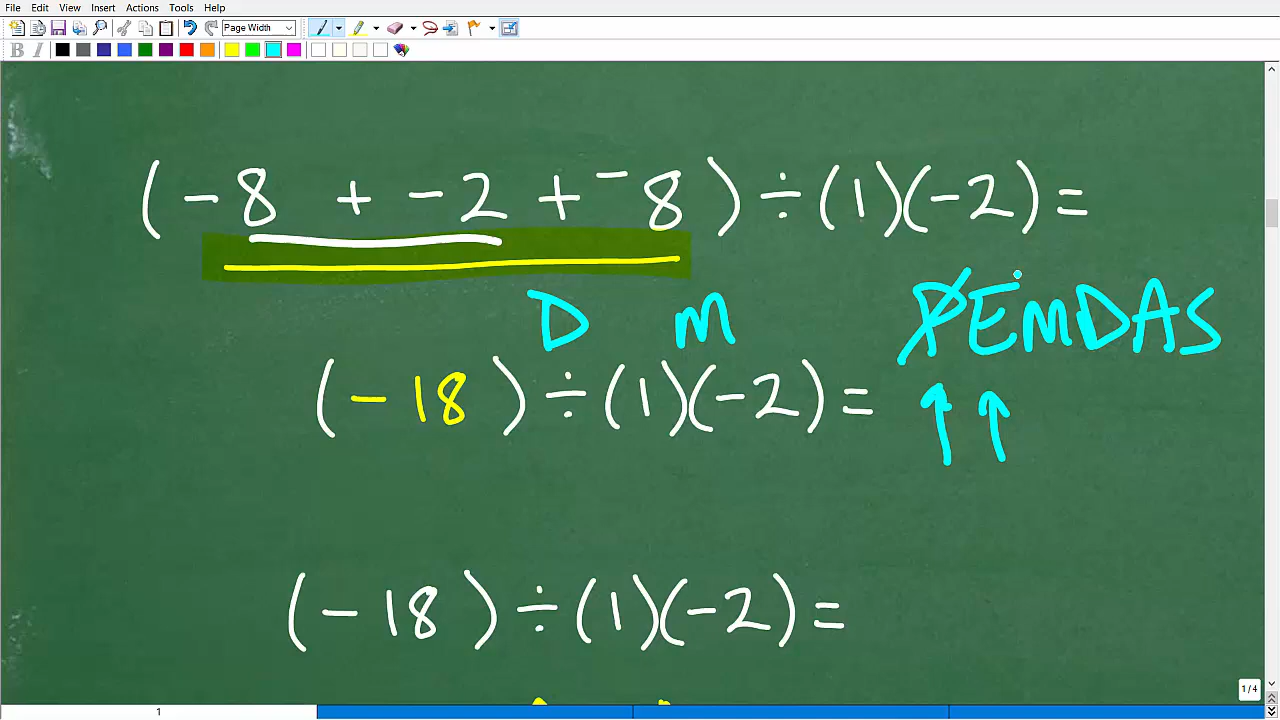 File Edit View Insert Actions Tools Help
Page Width
B I
(-8 + -2 + -8) ÷ (1)(-2) =
D M PEMDAS
(-18) ÷ (1)(-2) =
(-18) ÷ (1)(-2) =
1/4
1